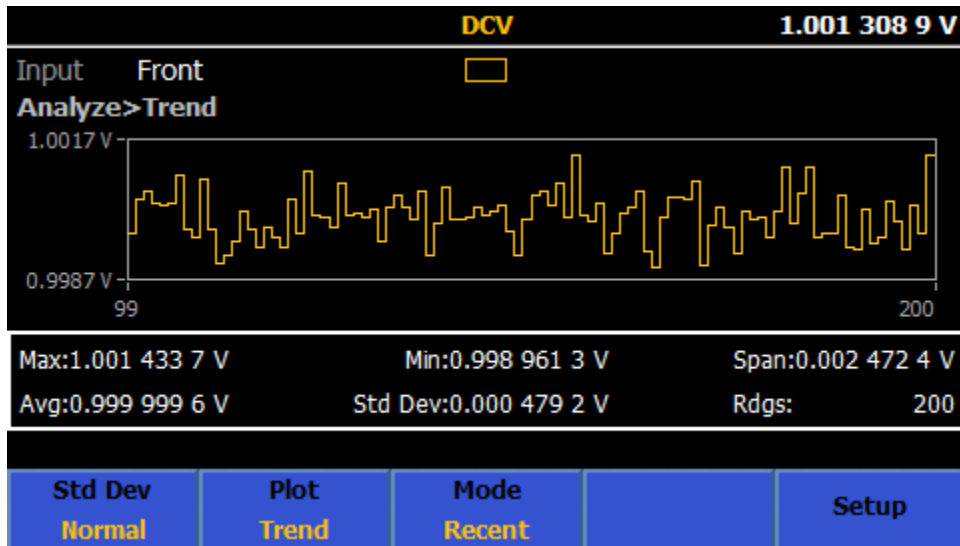 DCV 1.001 308 9 V
Input Front
Analyze>Trend
1.0017 V
0.9987 V
99 200
Max:1.001 433 7 V Min:0.998 961 3 V Span:0.002 472 4 V
Avg:0.999 999 6 V Std Dev:0.000 479 2 V Rdgs: 200
Std Dev Plot Mode Setup
Normal Trend Recent